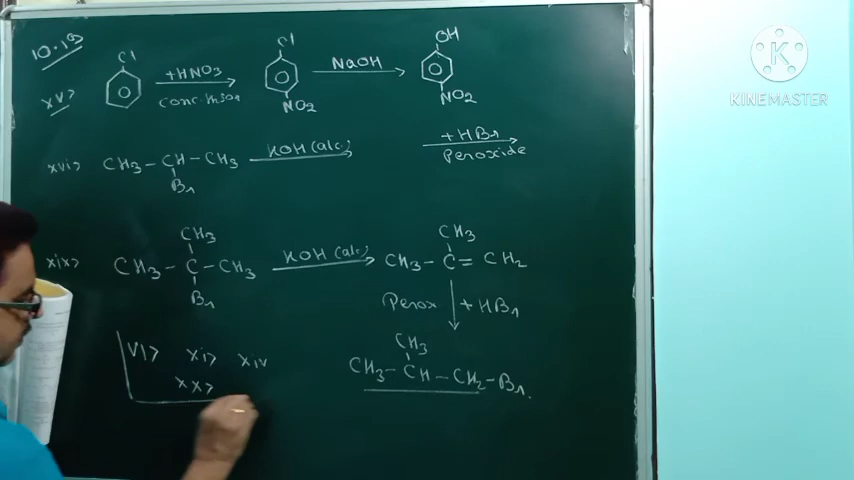 10.19
xv> Cl +HNO3 Cl NaOH OH
conc. H2SO4 NO2 NO2
xvi> CH3-CH-CH3 KOH(alc) +HBr
Br Peroxide
CH3 CH3
xix> CH3-C-CH3 KOH(alc) CH3-C=CH2
Br Perox +HBr
VI> xi> xiv CH3
xx> CH3-CH-CH2-Br.
K
KINEMASTER